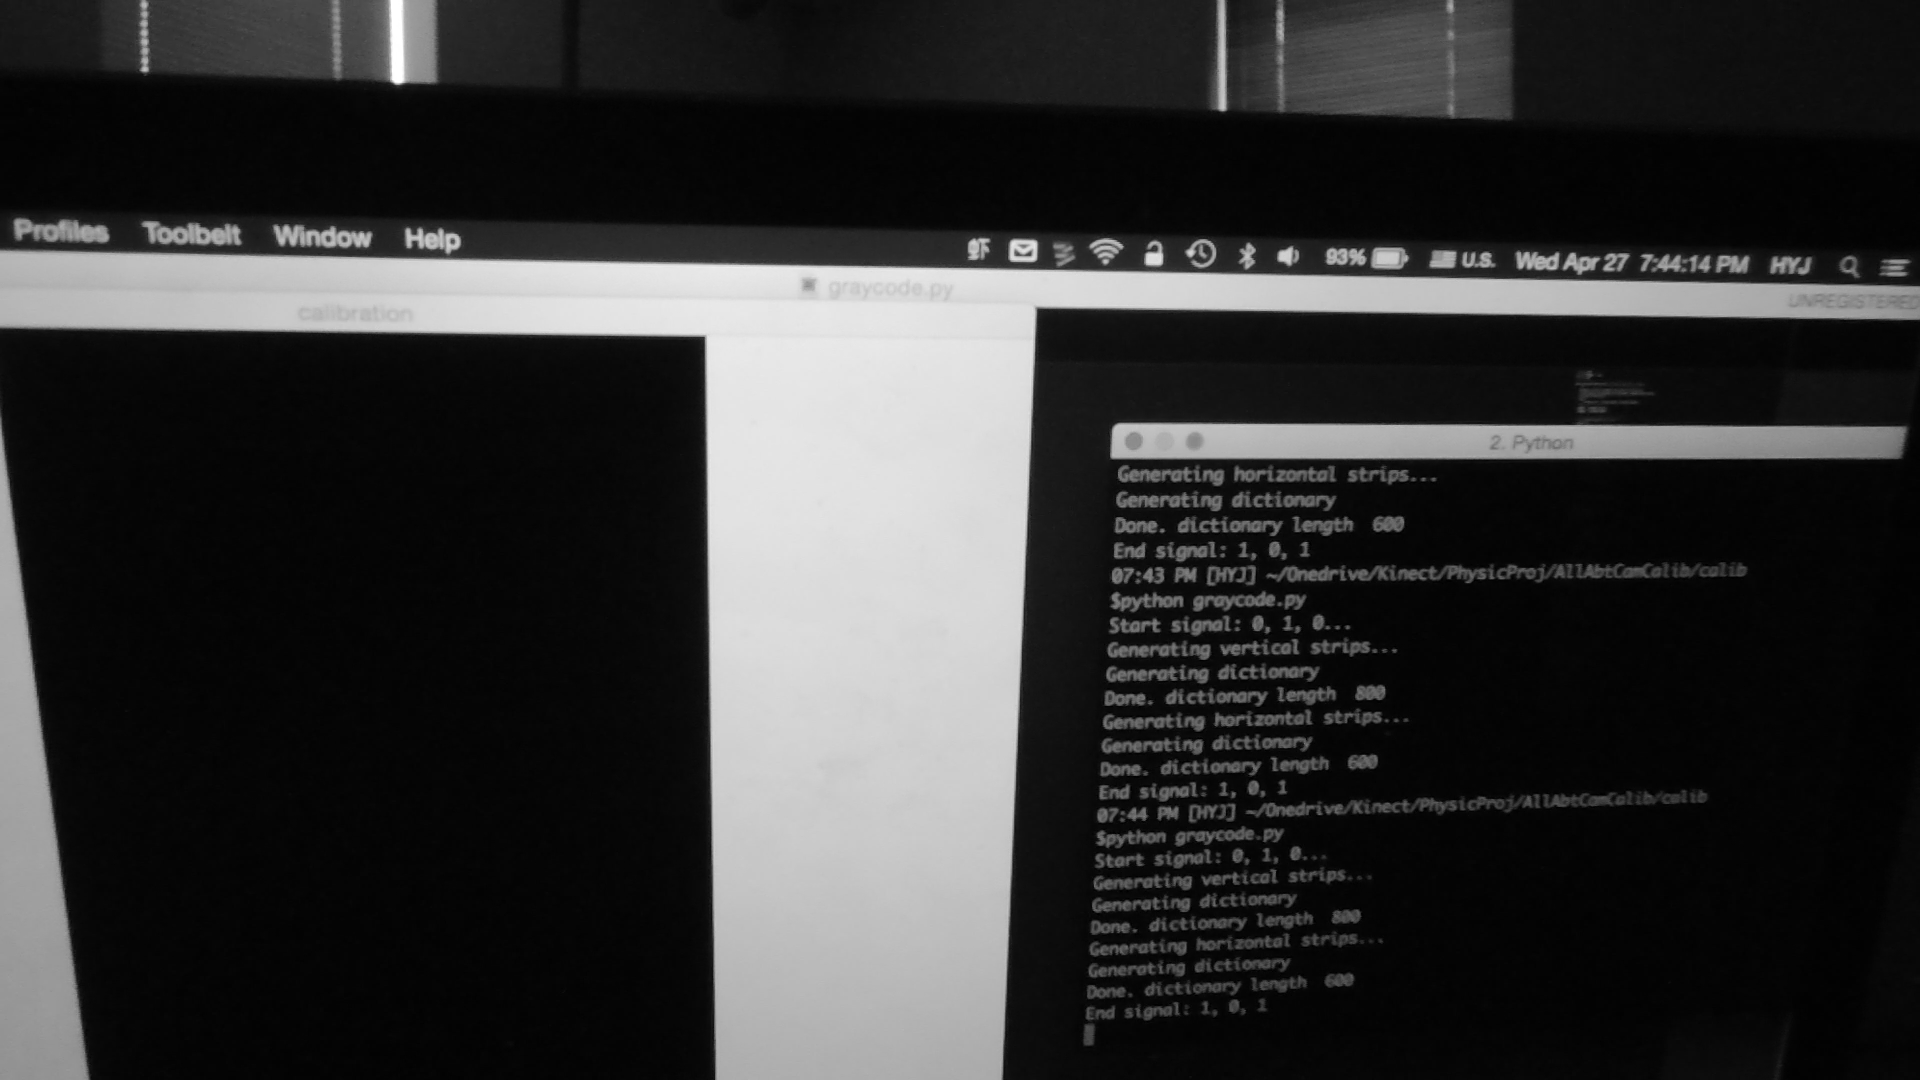 Profiles Toolbelt Window Help 93% U.S. Wed Apr 27 7:44:14 PM HYJ
graycode.py
UNREGISTERED
calibration
2. Python
Generating horizontal strips...
Generating dictionary
Done. dictionary length 600
End signal: 1, 0, 1
07:43 PM [HYJ] ~/Onedrive/Kinect/PhysicProj/AllAbtCamCalib/calib
$python graycode.py
Start signal: 0, 1, 0...
Generating vertical strips...
Generating dictionary
Done. dictionary length 800
Generating horizontal strips...
Generating dictionary
Done. dictionary length 600
End signal: 1, 0, 1
07:44 PM [HYJ] ~/Onedrive/Kinect/PhysicProj/AllAbtCamCalib/calib
$python graycode.py
Start signal: 0, 1, 0...
Generating vertical strips...
Generating dictionary
Done. dictionary length 800
Generating horizontal strips...
Generating dictionary
Done. dictionary length 600
End signal: 1, 0, 1